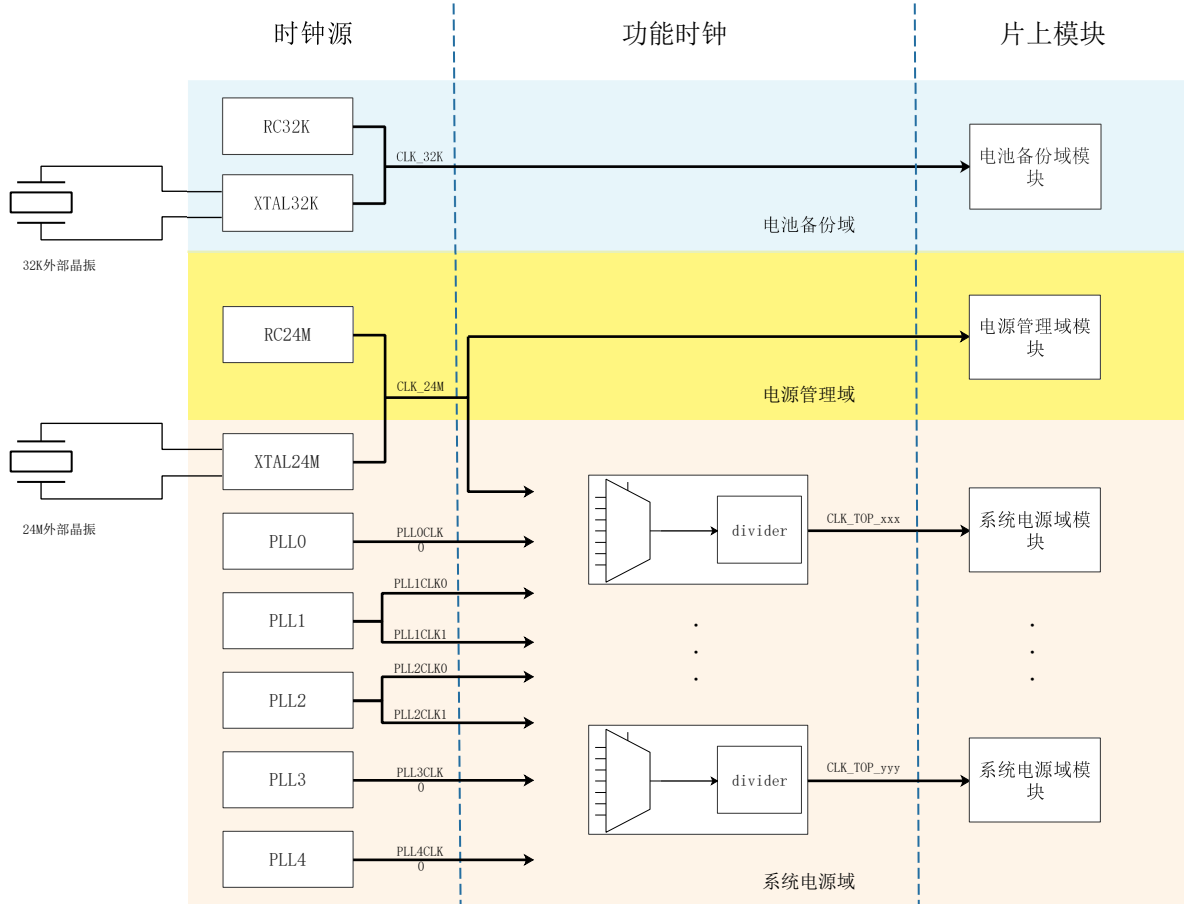 时钟源
功能时钟
片上模块
RC32K
CLK_32K
电池备份域模
块
XTAL32K
电池备份域
32K外部晶振
RC24M
电源管理域模
块
CLK_24M
电源管理域
XTAL24M
24M外部晶振
divider
CLK_TOP_xxx
系统电源域模
块
PLL0
PLL0CLK
0
PLL1
PLL1CLK0
PLL1CLK1
PLL2
PLL2CLK0
PLL2CLK1
PLL3
PLL3CLK
0
divider
CLK_TOP_yyy
系统电源域模
块
PLL4
PLL4CLK
0
系统电源域